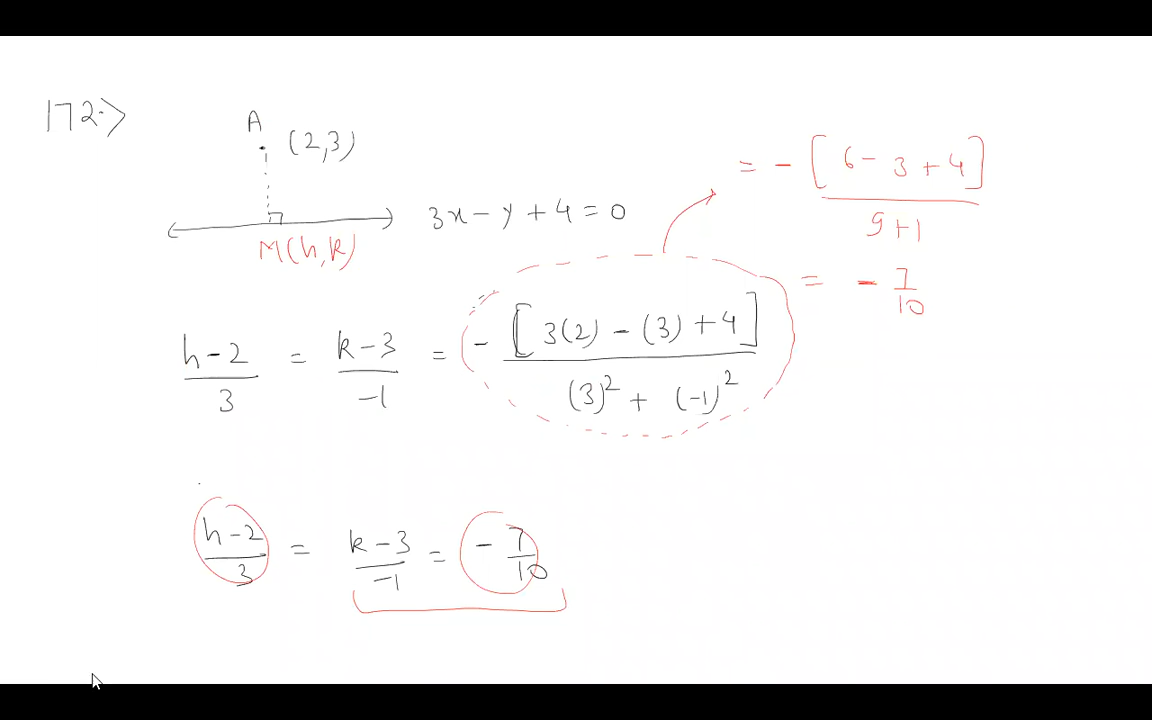 172->
A
(2,3)
3x - y + 4 = 0
M(h,k)
= - [6 - 3 + 4] / 9+1
= - 7/10
h-2/3 = k-3/-1 = - [3(2) - (3) + 4] / (3)² + (-1)²
h-2/3 = k-3/-1 = - 7/10